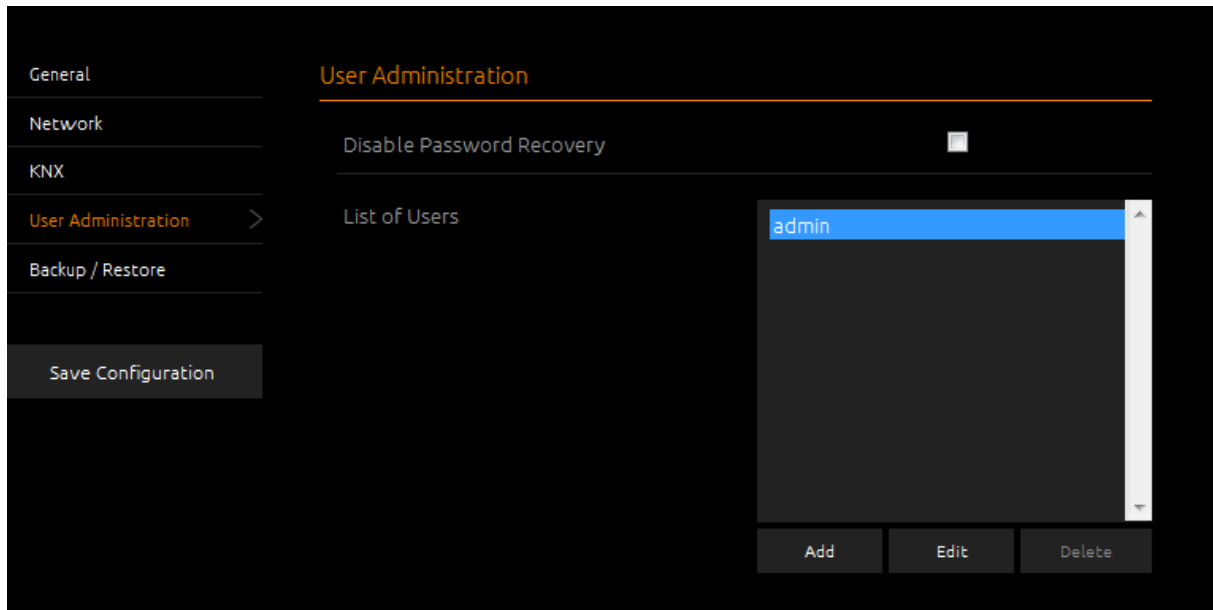 General
Network
KNX
User Administration
Backup / Restore
Save Configuration
User Administration
Disable Password Recovery
List of Users
admin
Add Edit Delete